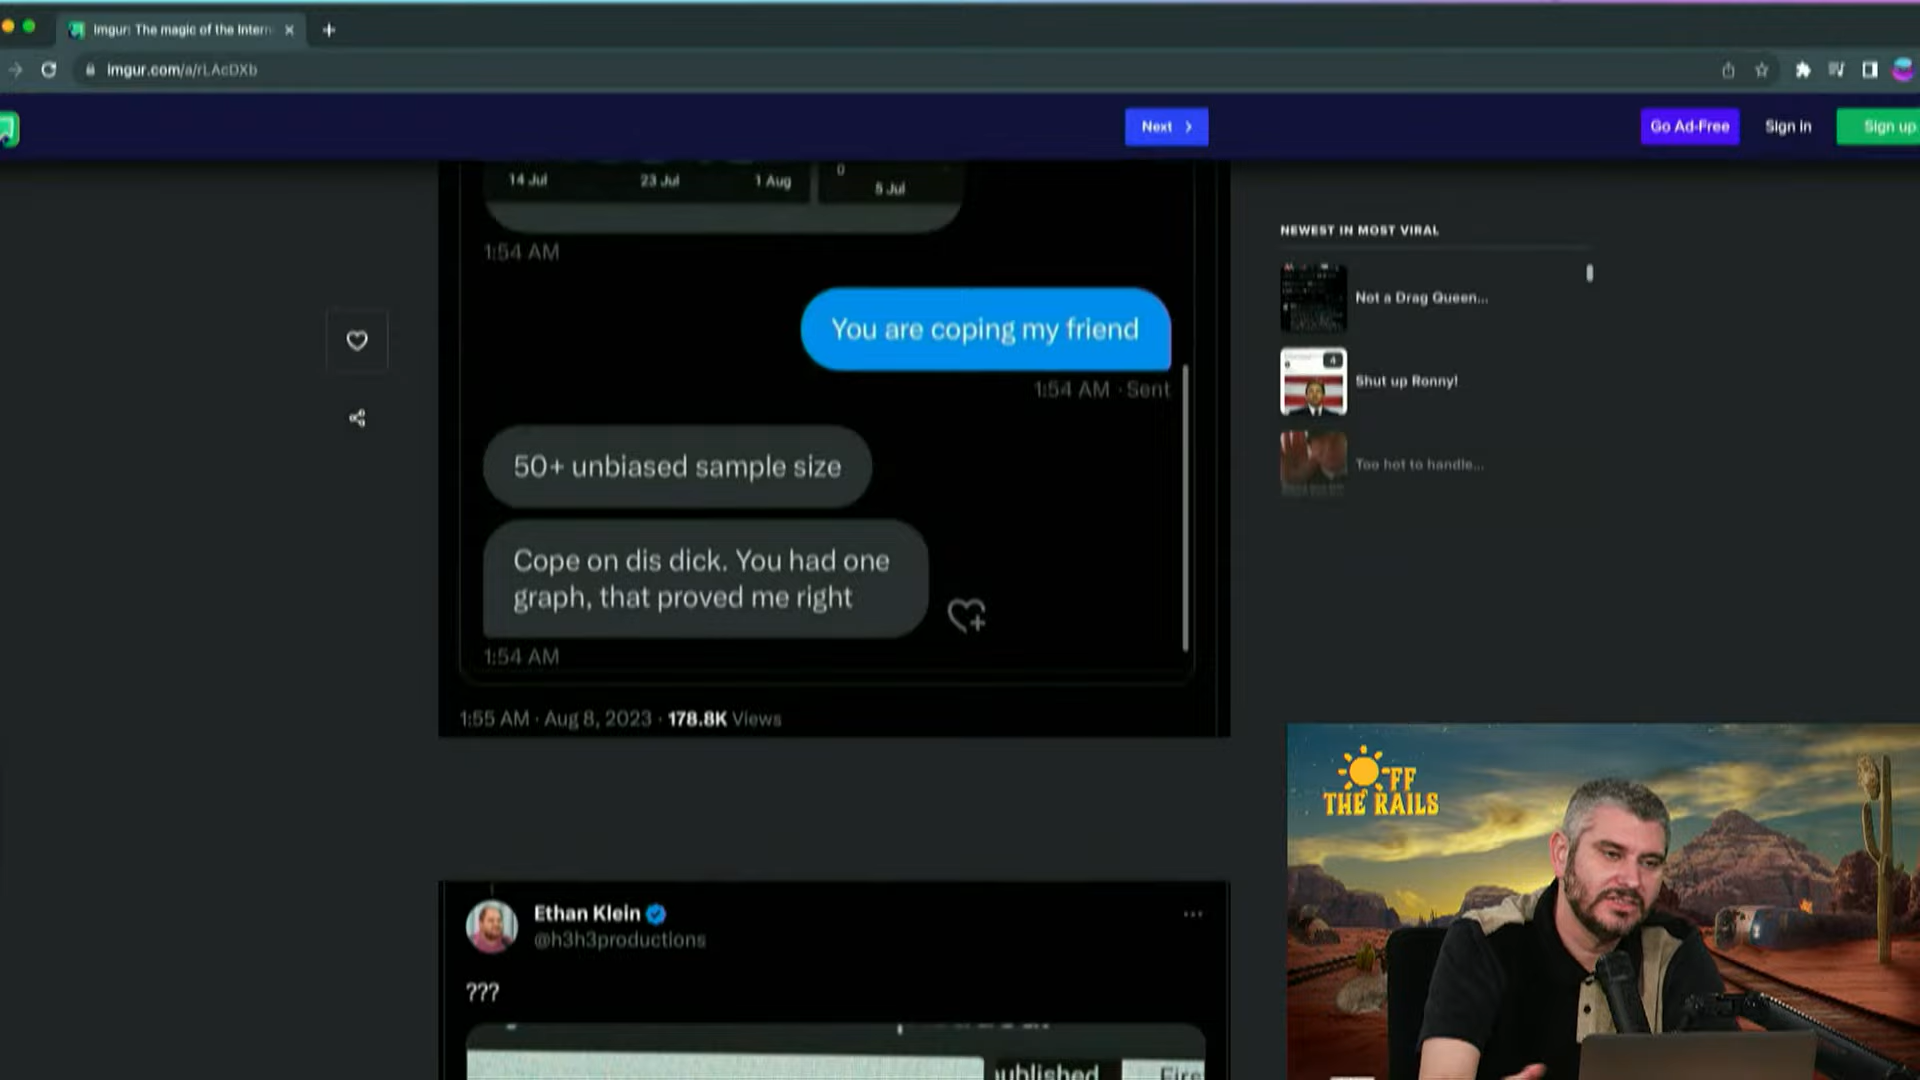 Imgur: The magic of the Intern
imgur.com/a/rLAcDXb
Next
Go Ad-Free
Sign in
Sign up
14 Jul
23 Jul
1 Aug
0
5 Jul
1:54 AM
You are coping my friend
1:54 AM · Sent
50+ unbiased sample size
Cope on dis dick. You had one
graph, that proved me right
1:54 AM
1:55 AM · Aug 8, 2023 · 178.8K Views
NEWEST IN MOST VIRAL
Not a Drag Queen...
4
Shut up Ronny!
Too hot to handle...
Ethan Klein
@h3h3productions
???
ublished
Firs
OFF
THE RAILS